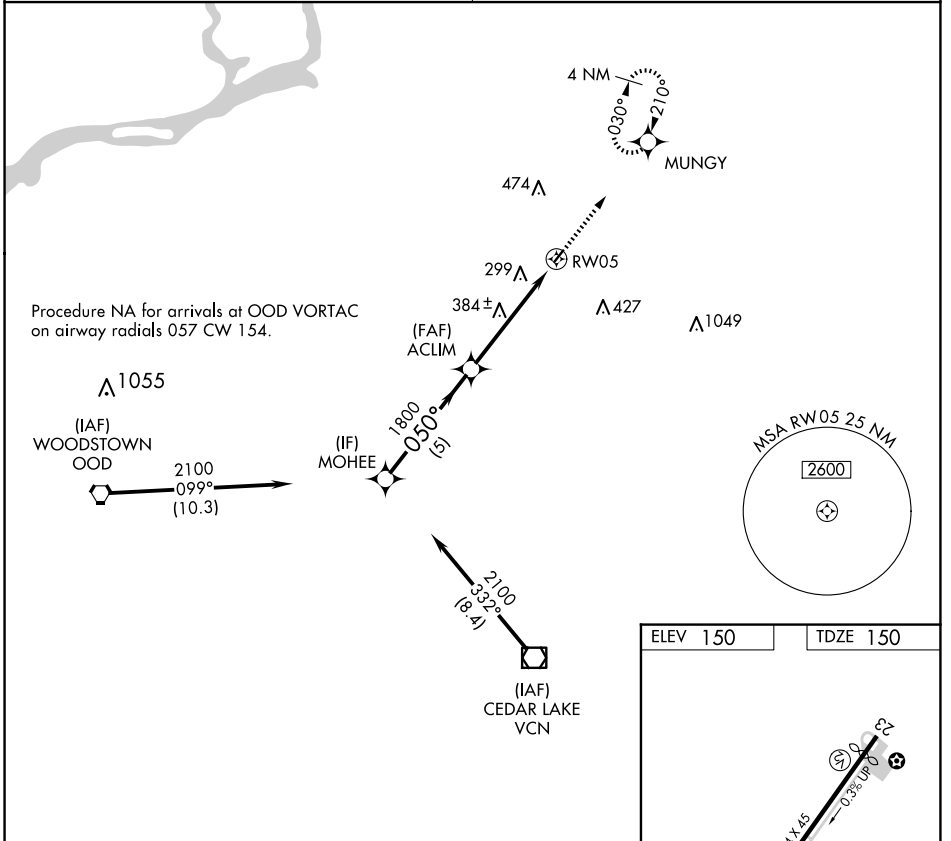 4 NM
030°
210°
MUNGY
474
RW05
299
384±
427
1049
Procedure NA for arrivals at OOD VORTAC
on airway radials 057 CW 154.
(FAF)
ACLIM
1055
(IAF)
WOODSTOWN
OOD
2100
099°
(10.3)
(IF)
MOHEE
1800
050°
(5)
MSA RW05 25 NM
2600
2100
332°
(8.4)
(IAF)
CEDAR LAKE
VCN
ELEV 150
TDZE 150
23
0.3% UP
X 45